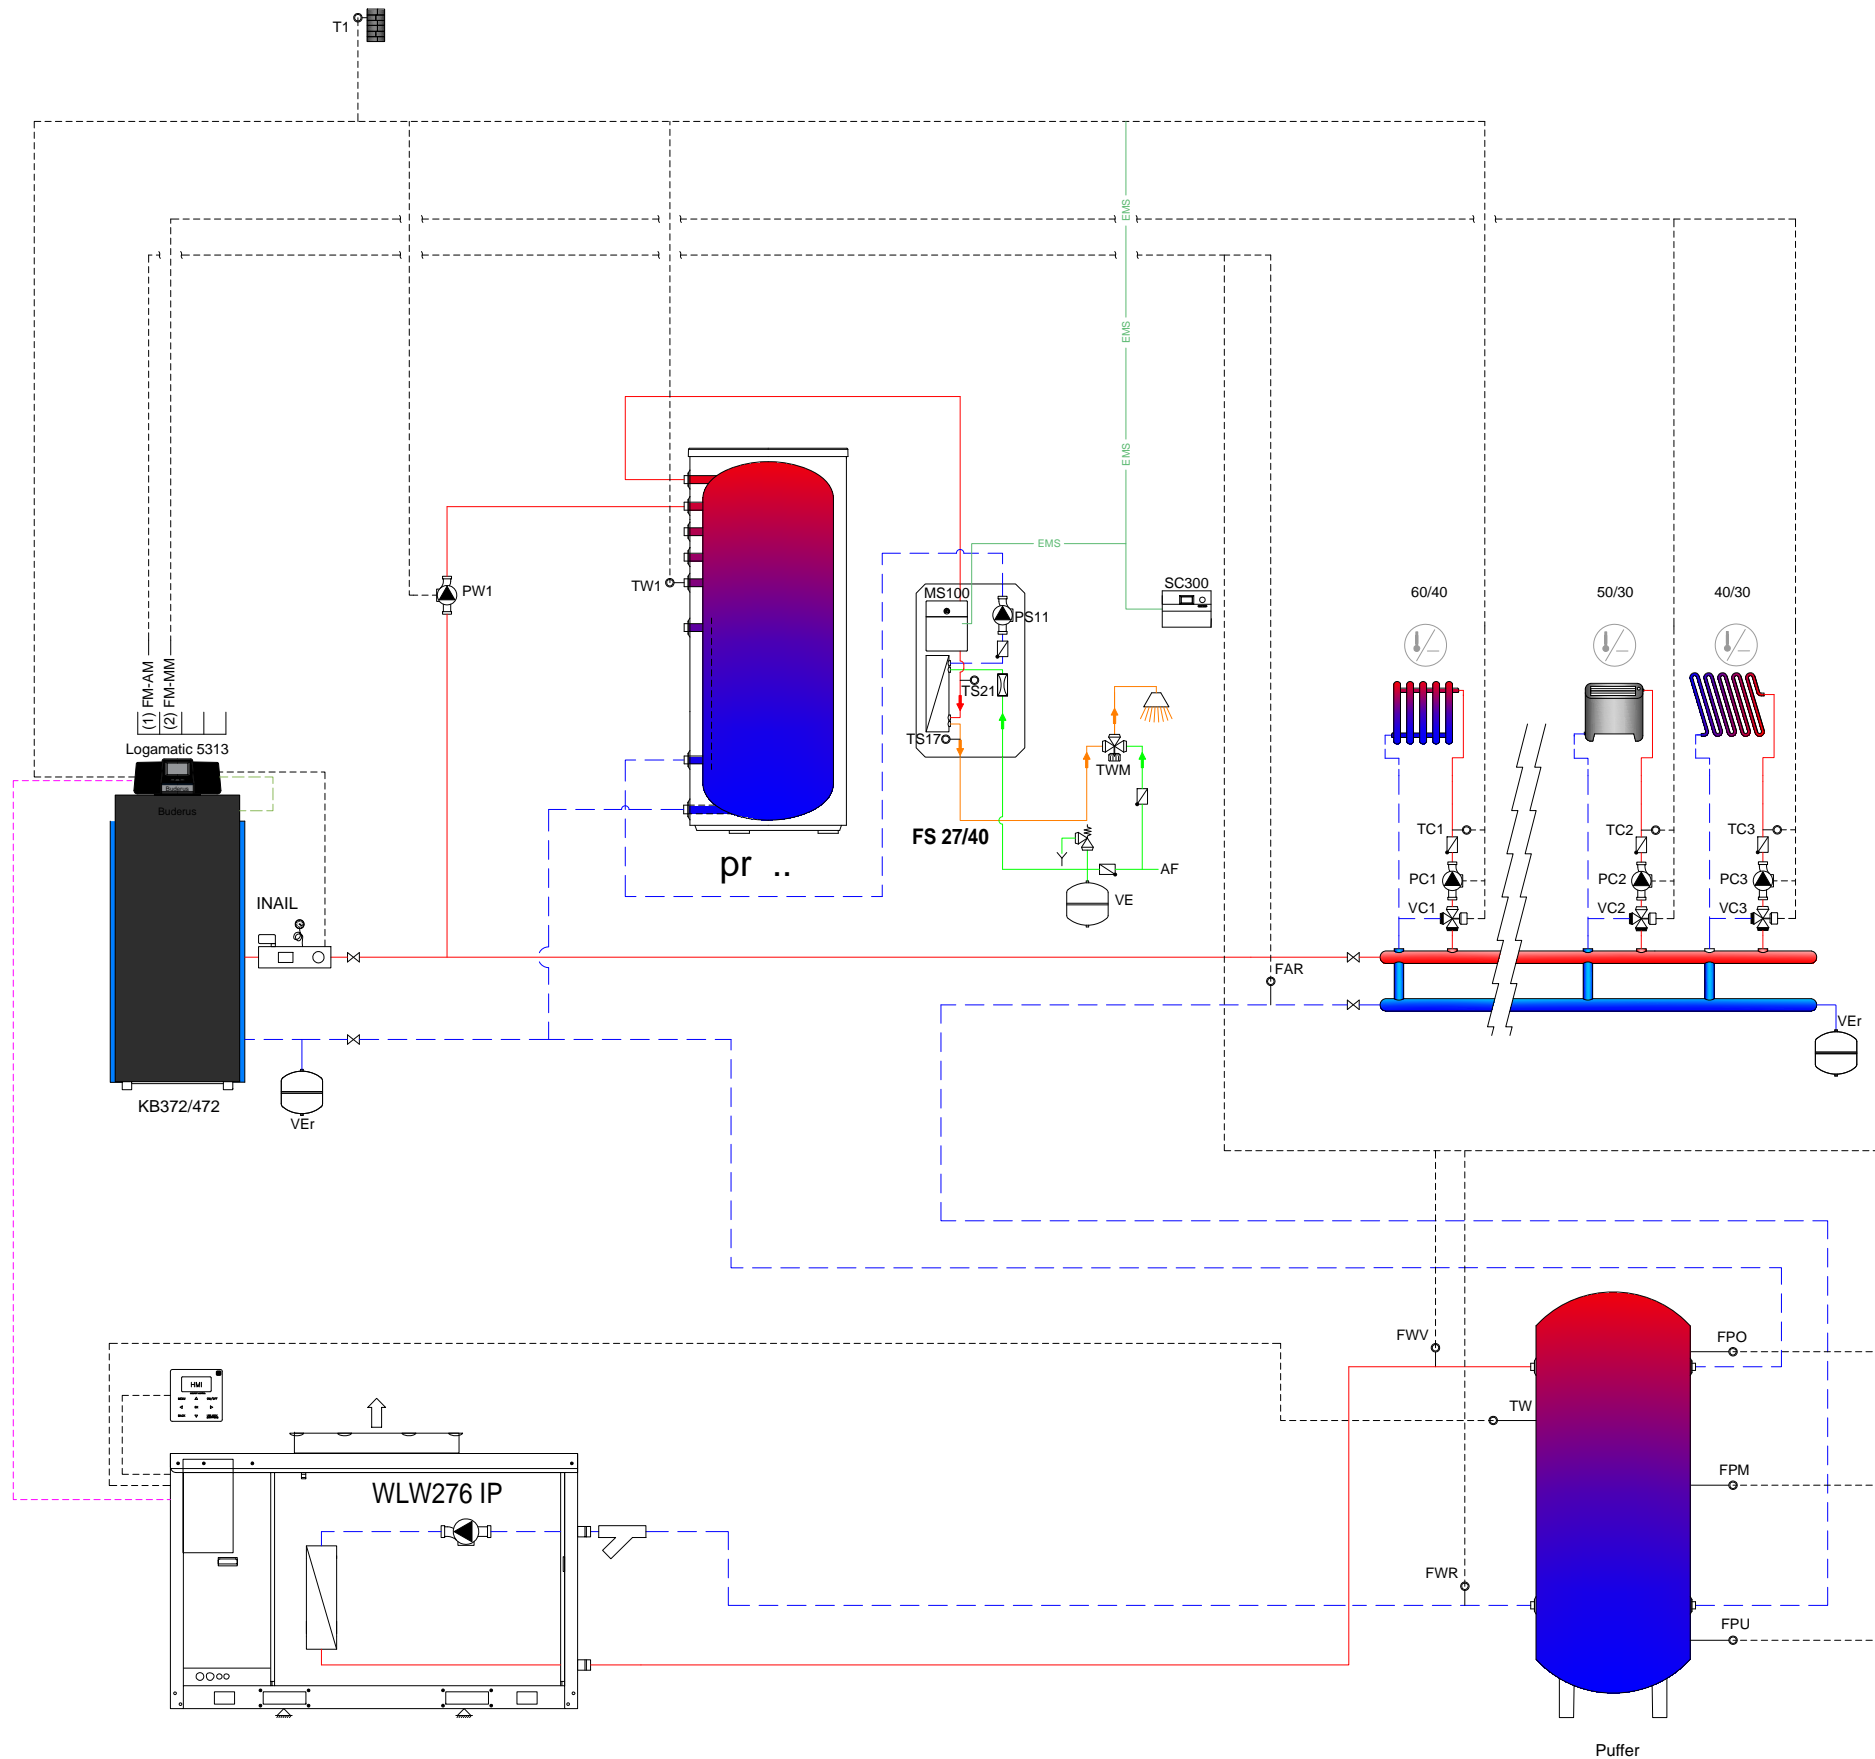 T1
EMS
EMS
EMS
EMS
(1) FM-AM
(2) FM-MM
Logamatic 5313
Buderus
Buderus
KB372/472
INAIL
VEr
PW1
TW1
pr ..
MS100
PS11
TS21
TS17
FS 27/40
SC300
TWM
AF
VE
60/40
50/30
40/30
TC1
TC2
TC3
PC1
PC2
PC3
VC1
VC2
VC3
FAR
VEr
HMI
WLW276 IP
FWV
FPO
TW
FPM
FWR
FPU
Puffer